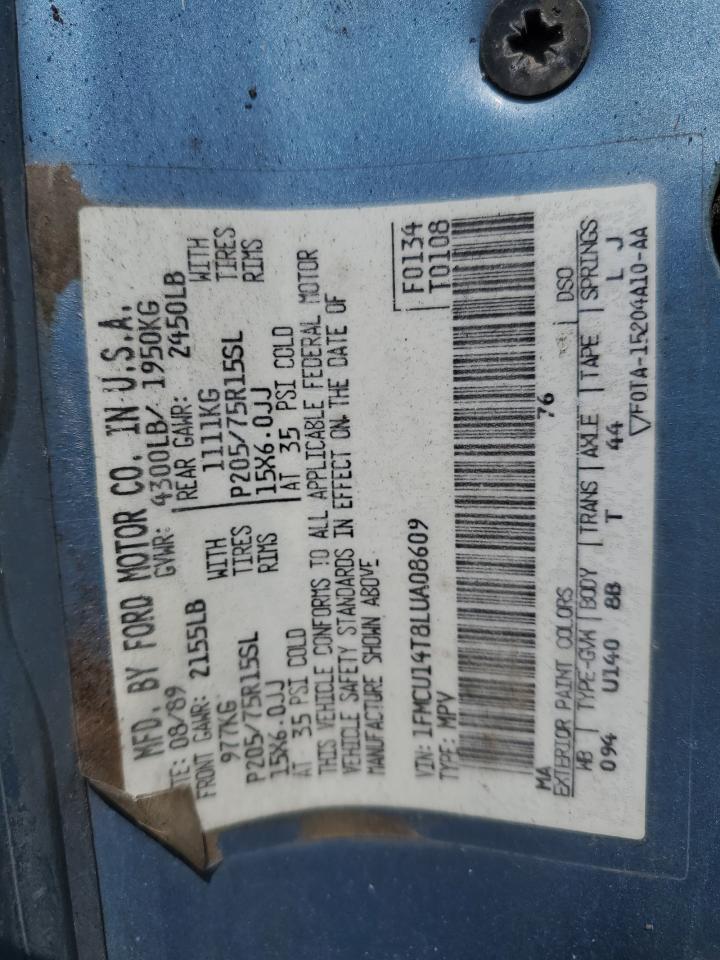 MFD. BY FORD MOTOR CO. IN U.S.A.
TE: 08/89 GVWR: 4300LB/ 1950KG
FRONT GAWR: 2155LB REAR GAWR: 2450LB
977KG WITH 1111KG WITH
P205/75R15SL TIRES P205/75R15SL TIRES
15X6.0JJ RIMS 15X6.0JJ RIMS
AT 35 PSI COLD AT 35 PSI COLD
THIS VEHICLE CONFORMS TO ALL APPLICABLE FEDERAL MOTOR
VEHICLE SAFETY STANDARDS IN EFFECT ON THE DATE OF
MANUFACTURE SHOWN ABOVE
F0134
T0108
VIN: 1FMCU14T8LUA08609
TYPE: MPV
MA 76
EXTERIOR PAINT COLORS DSO
WB TYPE-GVW BODY TRANS AXLE TAPE SPRINGS
094 U140 8B T 44 L J
F0TA-15204A10-AA